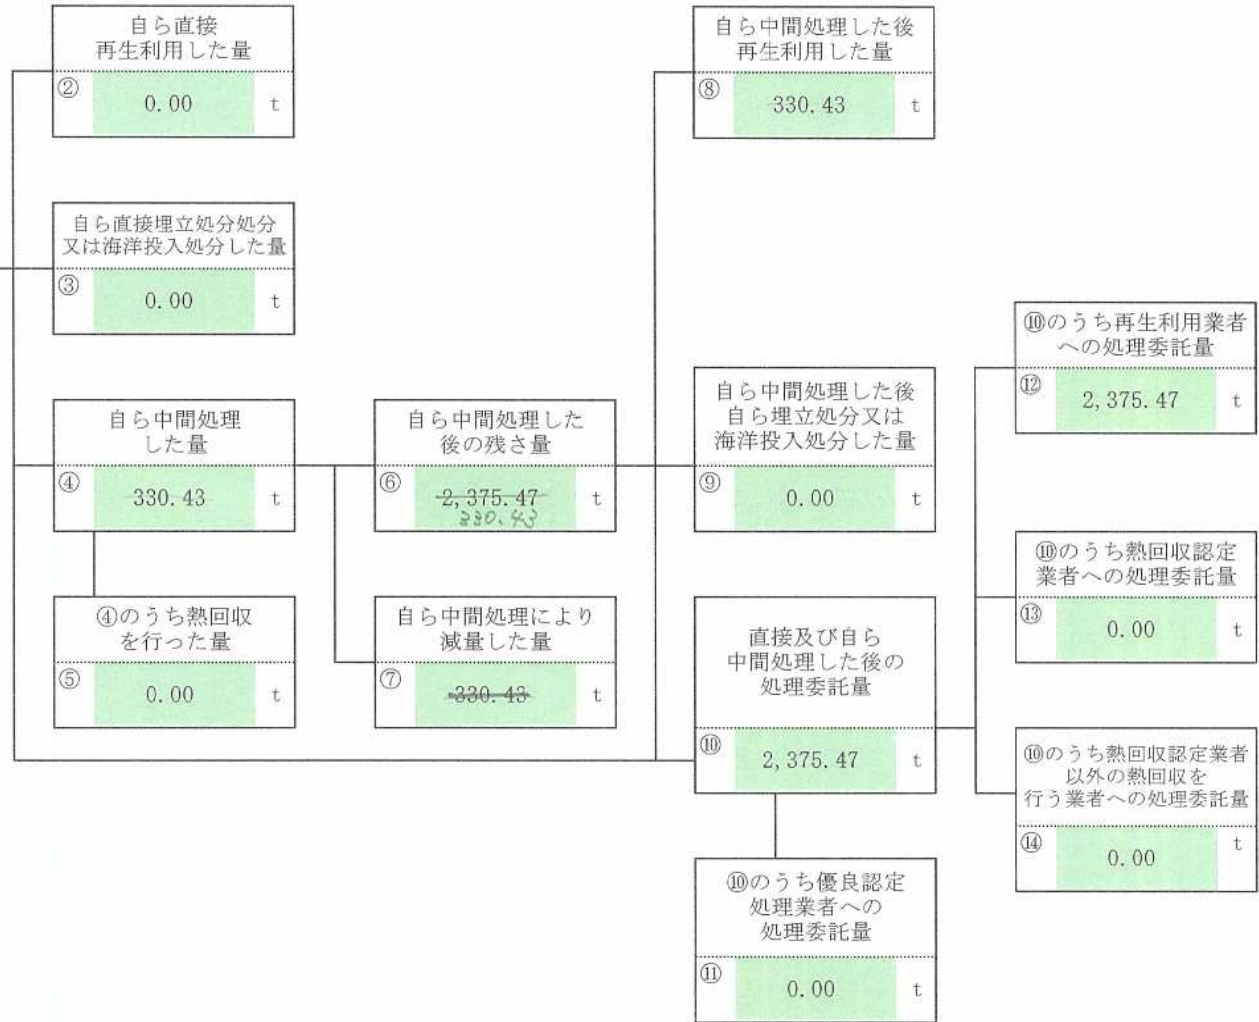 自ら直接
再生利用した量
② 0.00 t
自ら中間処理した後
再生利用した量
⑧ 330.43 t
自ら直接埋立処分処分
又は海洋投入処分した量
③ 0.00 t
⑩のうち再生利用業者
への処理委託量
⑫ 2,375.47 t
自ら中間処理
した量
④ 330.43 t
自ら中間処理した
後の残さ量
⑥ 2,375.47 t
330.43
自ら中間処理した後
自ら埋立処分又は
海洋投入処分した量
⑨ 0.00 t
⑩のうち熱回収認定
業者への処理委託量
⑬ 0.00 t
④のうち熱回収
を行った量
⑤ 0.00 t
自ら中間処理により
減量した量
⑦ 330.43 t
直接及び自ら
中間処理した後の
処理委託量
⑩ 2,375.47 t
⑩のうち熱回収認定業者
以外の熱回収を
行う業者への処理委託量
⑭ 0.00 t
⑩のうち優良認定
処理業者への
処理委託量
⑪ 0.00 t